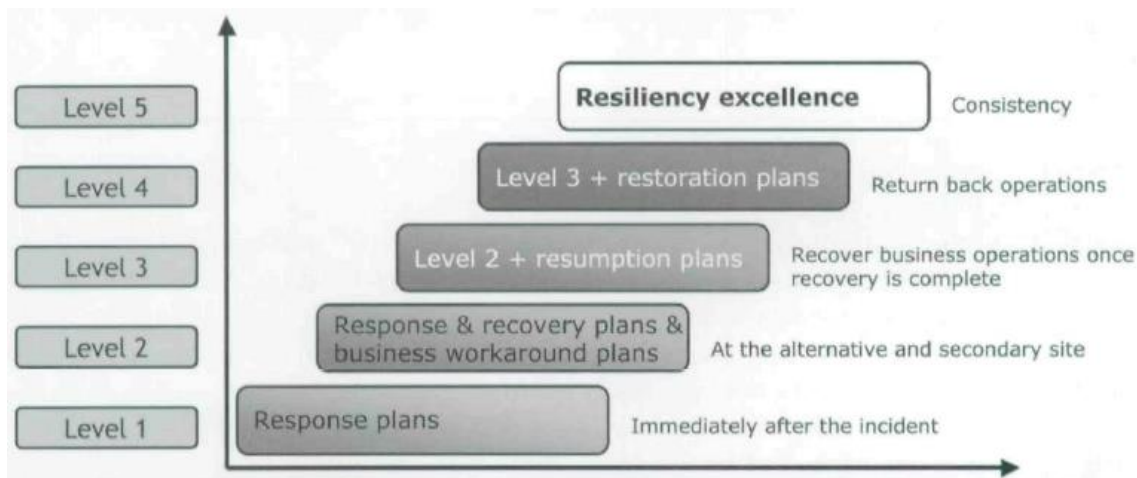 Level 5
Resiliency excellence
Consistency
Level 4
Level 3 + restoration plans
Return back operations
Level 3
Level 2 + resumption plans
Recover business operations once
recovery is complete
Level 2
Response & recovery plans &
business workaround plans
At the alternative and secondary site
Level 1
Response plans
Immediately after the incident